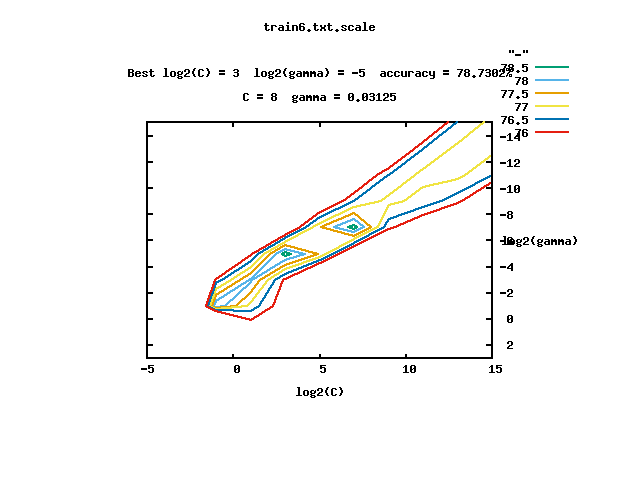 train6.txt.scale
"-"
78.5
Best log2(C) = 3  log2(gamma) = -5  accuracy = 78.7302%
78
77.5
C = 8  gamma = 0.03125
77
76.5
76
-14
-12
-10
-8
-6
log2(gamma)
-4
-2
0
2
-5 0 5 10 15
log2(C)